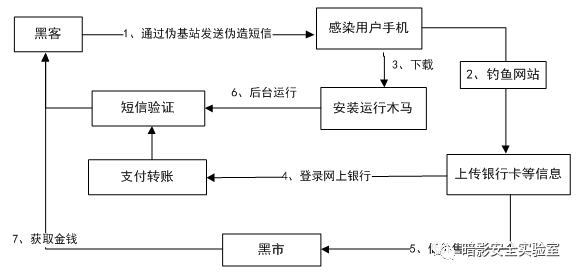 黑客
1、通过伪基站发送伪造短信
感染用户手机
3、下载
2、钓鱼网站
6、后台运行
短信验证
安装运行木马
支付转账
4、登录网上银行
上传银行卡等信息
7、获取金钱
黑市
5、
售
暗影安全实验室